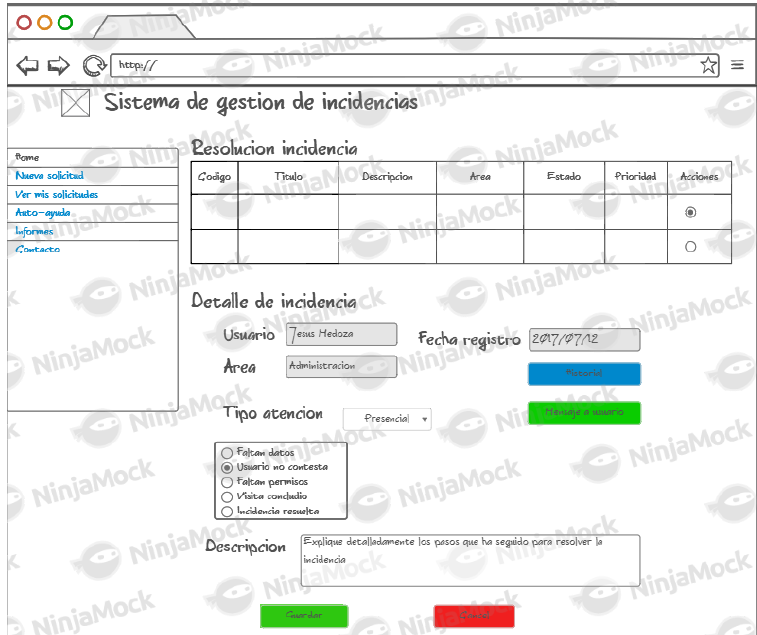 http://
Sistema de gestion de incidencias
Home
Nueva solicitud
Ver mis solicitudes
Auto-ayuda
Informes
Contacto
Resolucion incidencia
Codigo Titulo Descripcion Area Estado Prioridad Acciones
Detalle de incidencia
Usuario Jesus Medoza Fecha registro 2017/07/12
Area Administracion Historial
Tipo atencion Presencial Mensaje a usuario
Faltan datos
Usuario no contesta
Faltan permisos
Visita concludio
Incidencia resuelta
Descripcion Explique detalladamente los pasos que ha seguido para resolver la
incidencia
Guardar
NinjaMock